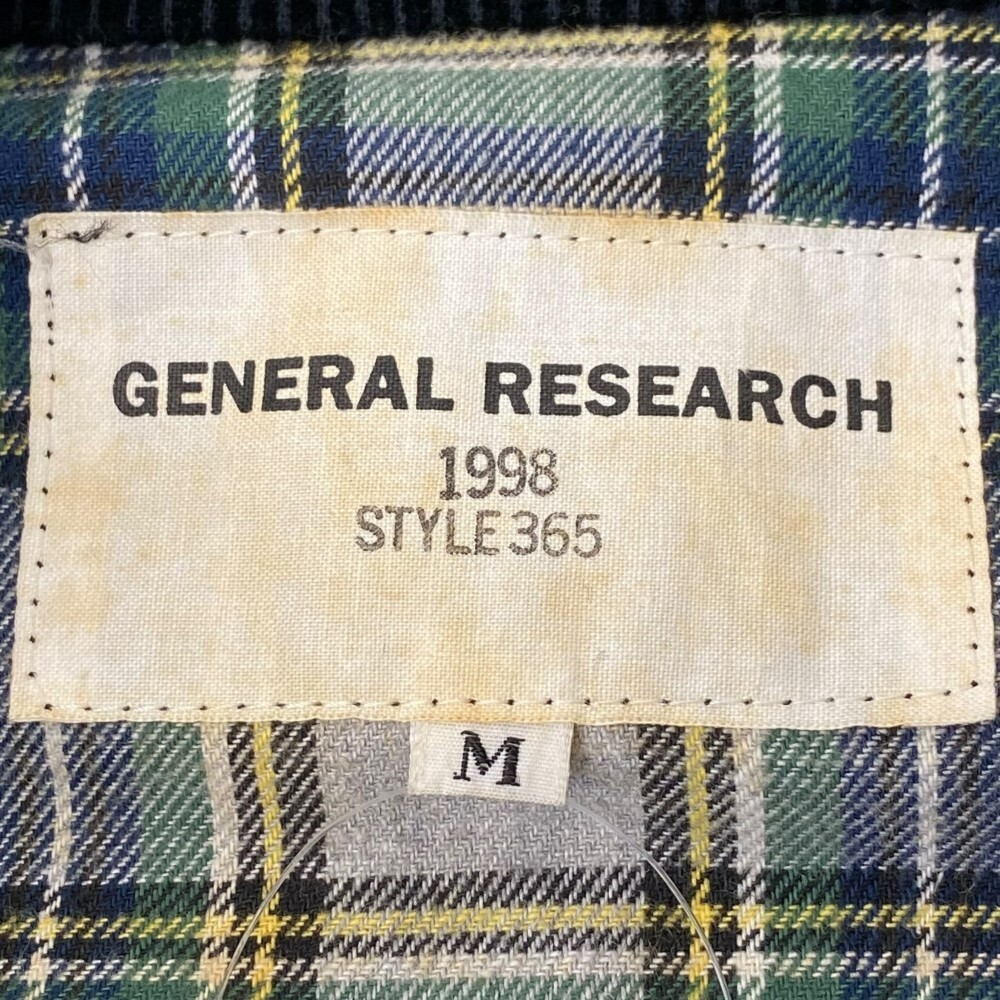 GENERAL RESEARCH
1998
STYLE 365
M